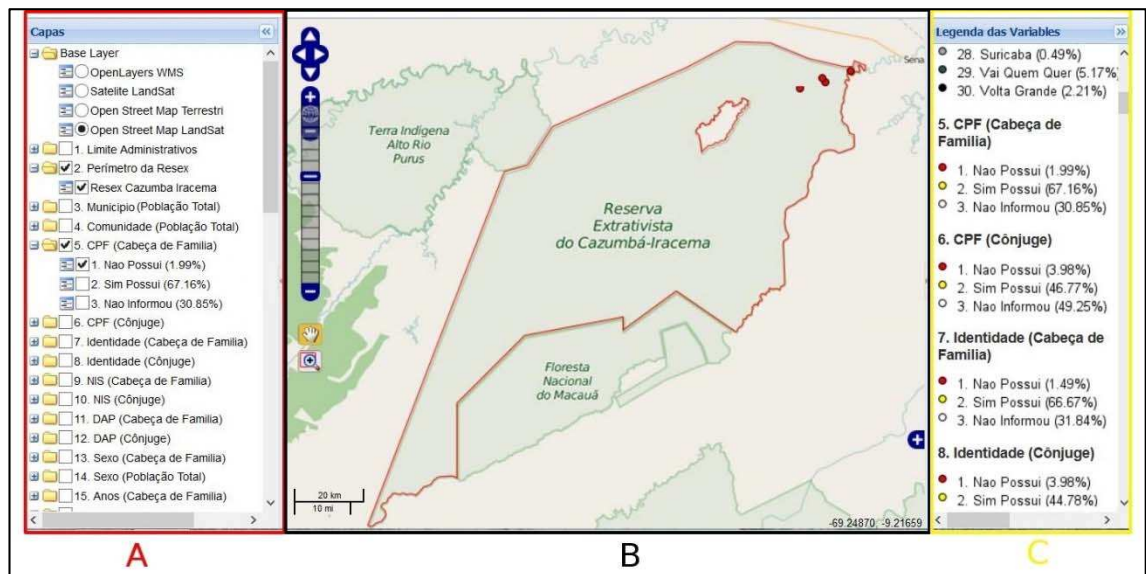 Capas
Base Layer
OpenLayers WMS
Satelite LandSat
Open Street Map Terrestri
Open Street Map LandSat
1. Limite Administrativos
2. Perímetro da Resex
Resex Cazumba Iracema
3. Municipio (População Total)
4. Comunidade (População Total)
5. CPF (Cabeça de Familia)
1. Nao Possui (1.99%)
2. Sim Possui (67.16%)
3. Nao Informou (30.85%)
6. CPF (Cônjuge)
7. Identidade (Cabeça de Familia)
8. Identidade (Cônjuge)
9. NIS (Cabeça de Familia)
10. NIS (Cônjuge)
11. DAP (Cabeça de Familia)
12. DAP (Cônjuge)
13. Sexo (Cabeça de Familia)
14. Sexo (População Total)
15. Anos (Cabeça de Familia)
A
Sena
Terra Indígena
Alto Rio
Purus
Reserva
Extrativista
do Cazumbá-Iracema
Floresta
Nacional
do Macauã
20 km
10 mi
-69.24870 -9.21659
B
Legenda das Variables
28. Suricaba (0.49%)
29. Vai Quem Quer (5.17%)
30. Volta Grande (2.21%)
5. CPF (Cabeça de
Familia)
1. Nao Possui (1.99%)
2. Sim Possui (67.16%)
3. Nao Informou (30.85%)
6. CPF (Cônjuge)
1. Nao Possui (3.98%)
2. Sim Possui (46.77%)
3. Nao Informou (49.25%)
7. Identidade (Cabeça de
Familia)
1. Nao Possui (1.49%)
2. Sim Possui (66.67%)
3. Nao Informou (31.84%)
8. Identidade (Cônjuge)
1. Nao Possui (3.98%)
2. Sim Possui (44.78%)
C